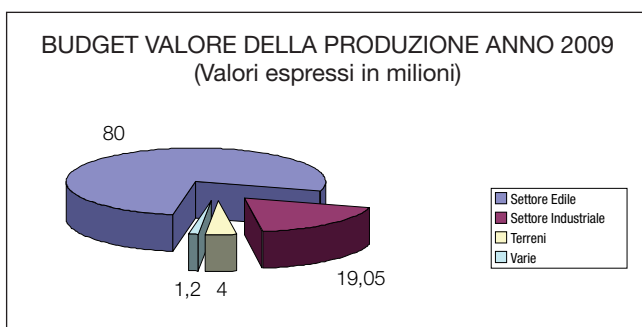 BUDGET VALORE DELLA PRODUZIONE ANNO 2009
(Valori espressi in milioni)
80
1,2
4
19,05
Settore Edile
Settore Industriale
Terreni
Varie